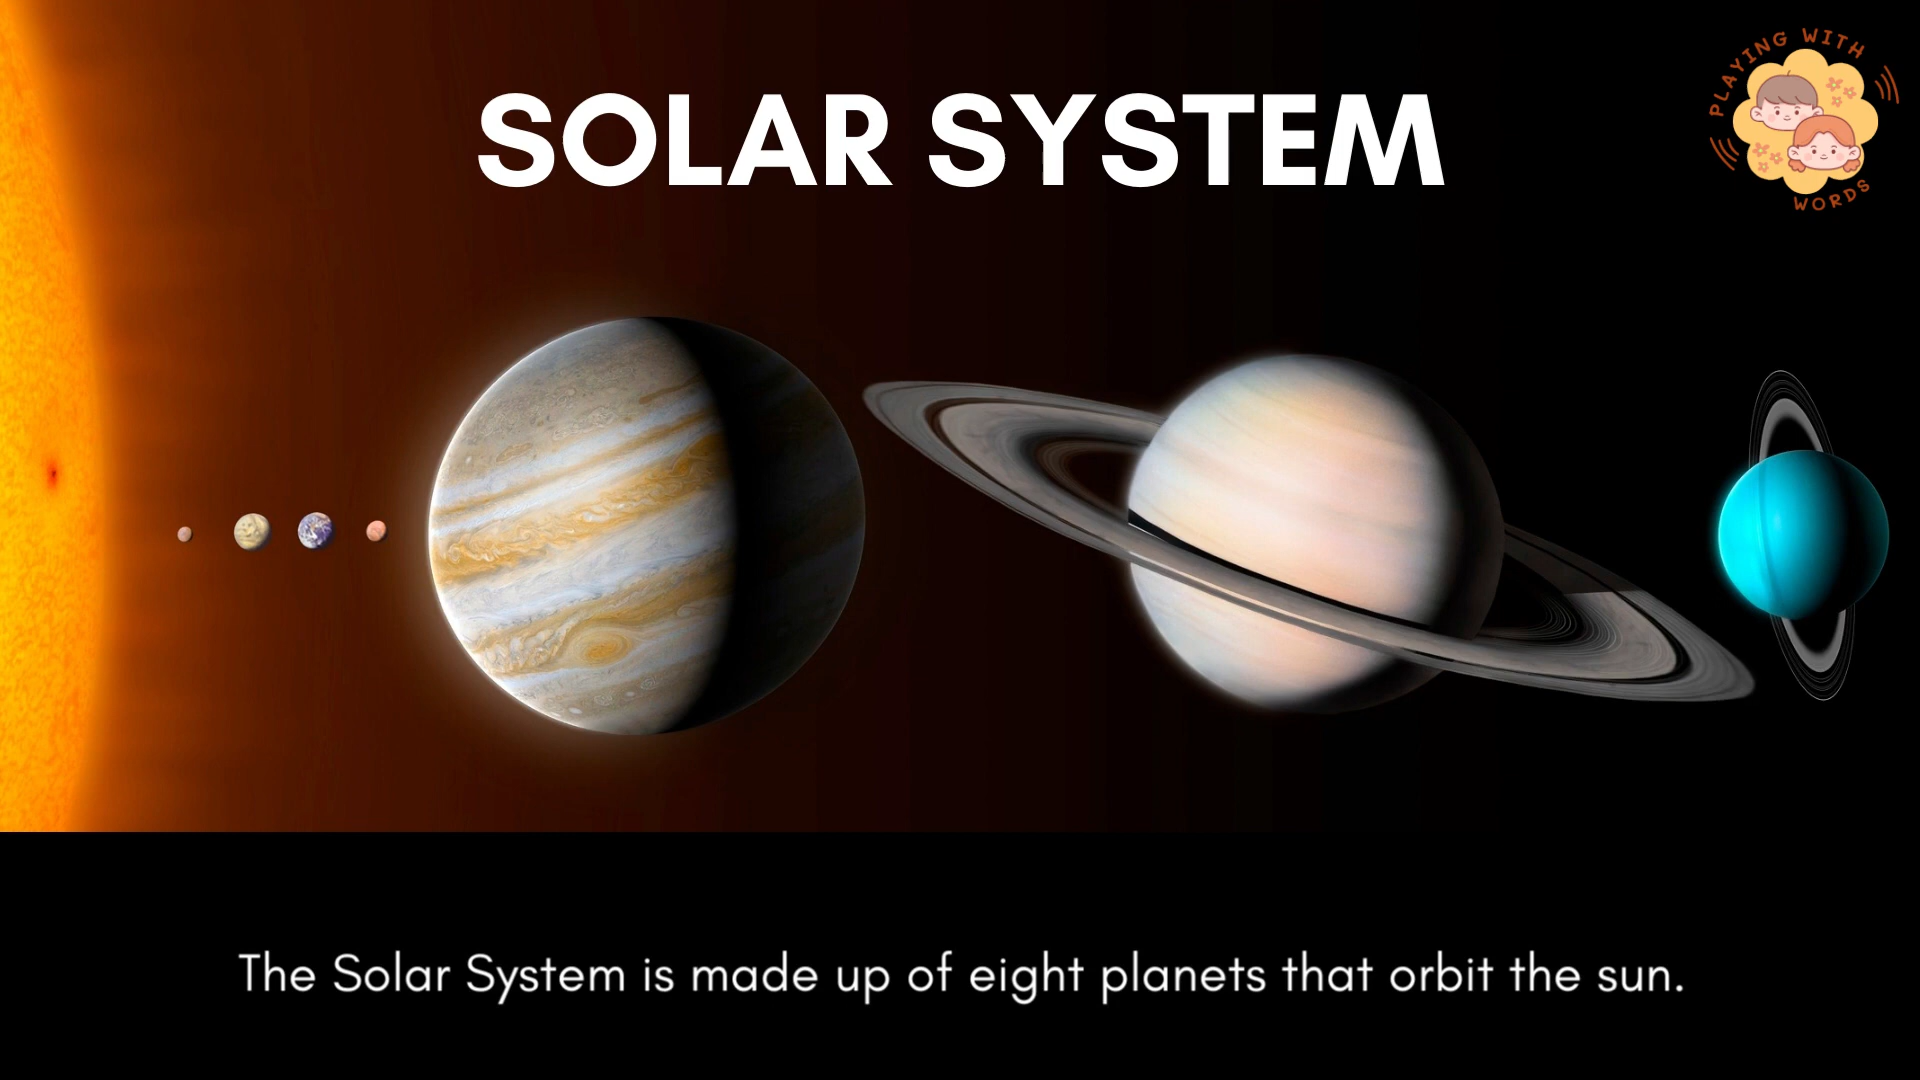 PLAYING WITH
WORDS
SOLAR SYSTEM
The Solar System is made up of eight planets that orbit the sun.